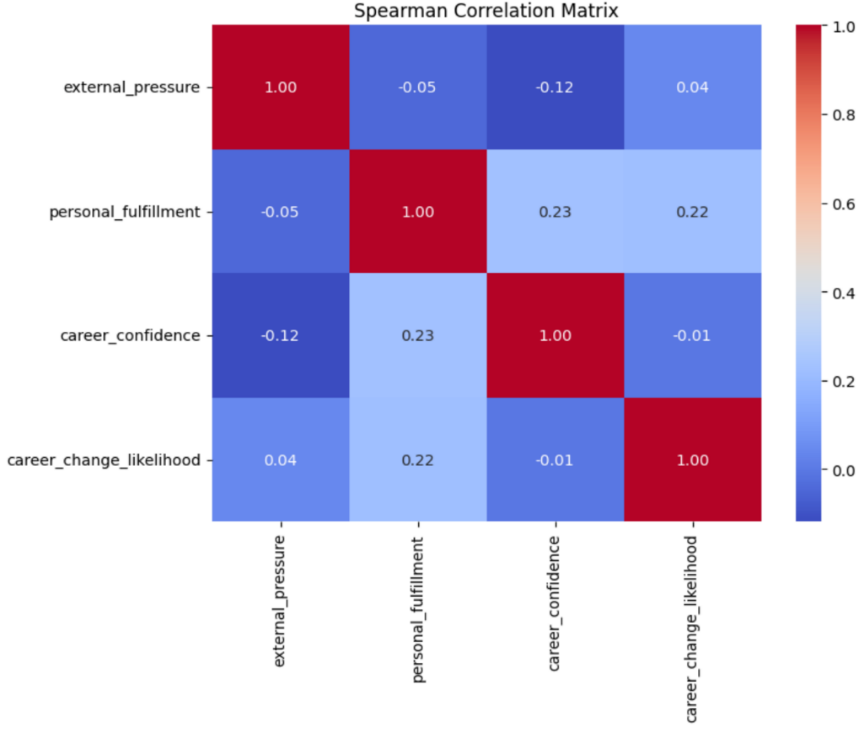 Spearman Correlation Matrix
external_pressure 1.00 -0.05 -0.12 0.04
personal_fulfillment -0.05 1.00 0.23 0.22
career_confidence -0.12 0.23 1.00 -0.01
career_change_likelihood 0.04 0.22 -0.01 1.00
external_pressure
personal_fulfillment
career_confidence
career_change_likelihood
1.0
0.8
0.6
0.4
0.2
0.0